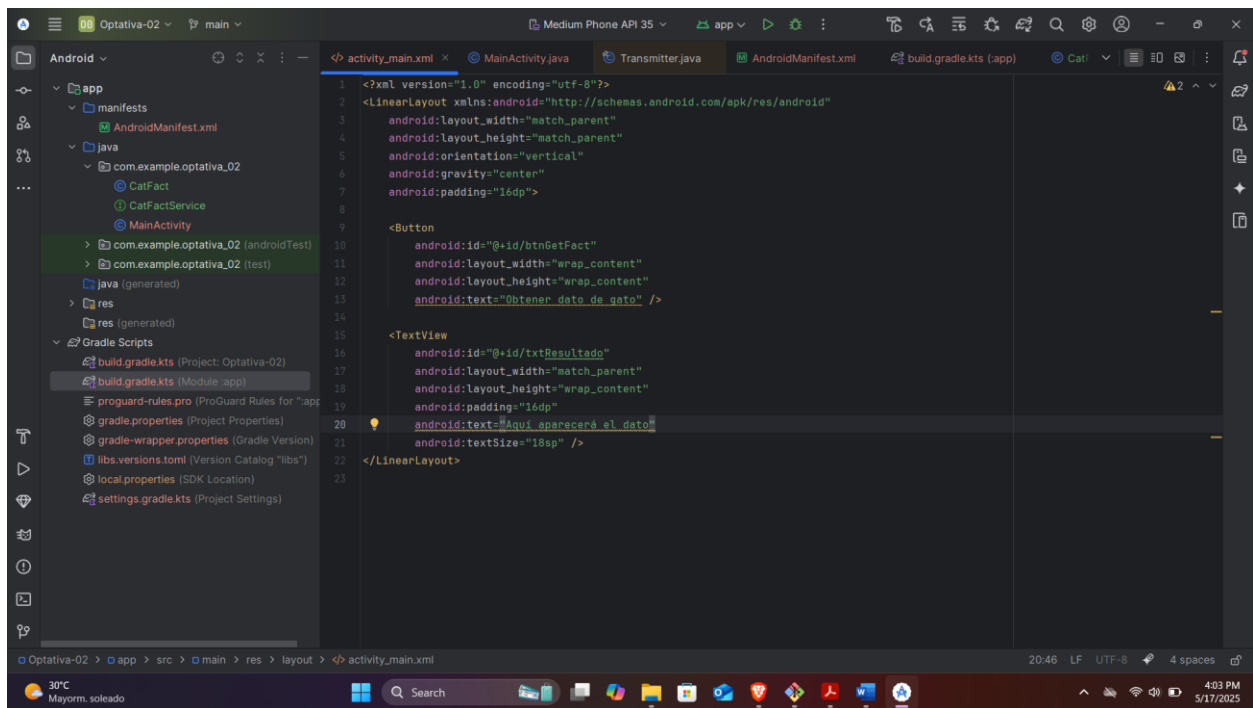 OB Optativa-02 main Medium Phone API 35 app
Android
activity_main.xml MainActivity.java Transmitter.java AndroidManifest.xml build.gradle.kts (:app) Cat
app
manifests
AndroidManifest.xml
java
com.example.optativa_02
CatFact
CatFactService
MainActivity
com.example.optativa_02 (androidTest)
com.example.optativa_02 (test)
java (generated)
res
res (generated)
Gradle Scripts
build.gradle.kts (Project: Optativa-02)
build.gradle.kts (Module :app)
proguard-rules.pro (ProGuard Rules for ":app
gradle.properties (Project Properties)
gradle-wrapper.properties (Gradle Version)
libs.versions.toml (Version Catalog "libs")
local.properties (SDK Location)
settings.gradle.kts (Project Settings)
2
1 <?xml version="1.0" encoding="utf-8"?>
2 <LinearLayout xmlns:android="http://schemas.android.com/apk/res/android"
3 android:layout_width="match_parent"
4 android:layout_height="match_parent"
5 android:orientation="vertical"
6 android:gravity="center"
7 android:padding="16dp">
8
9 <Button
10 android:id="@+id/btnGetFact"
11 android:layout_width="wrap_content"
12 android:layout_height="wrap_content"
13 android:text="Obtener dato de gato" />
14
15 <TextView
16 android:id="@+id/txtResultado"
17 android:layout_width="match_parent"
18 android:layout_height="wrap_content"
19 android:padding="16dp"
20 android:text="Aquí aparecerá el dato"
21 android:textSize="18sp" />
22 </LinearLayout>
23
Optativa-02 > app > src > main > res > layout > activity_main.xml 20:46 LF UTF-8 4 spaces
30°C
Mayorm. soleado
Search
4:03 PM
5/17/2025